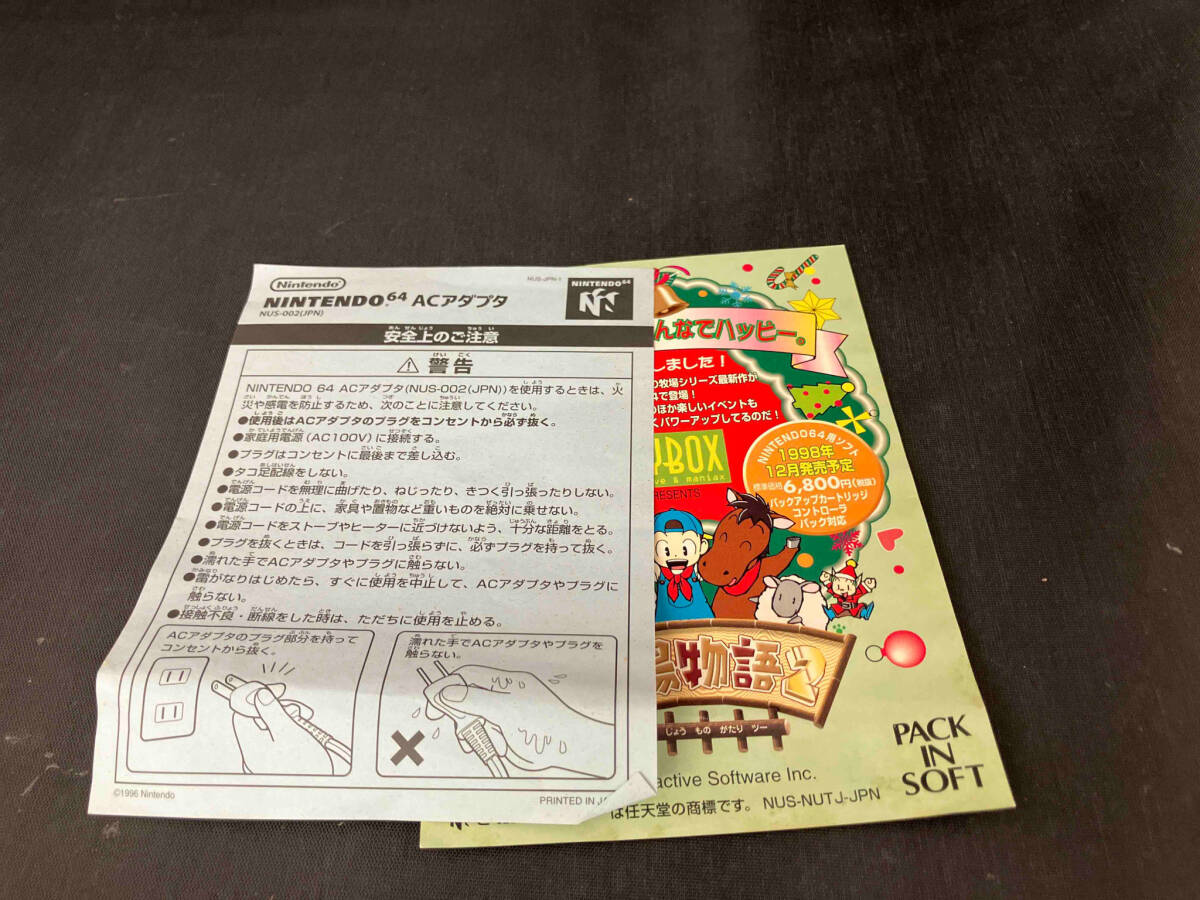 Nintendo
NUS-JPN-1
NINTENDO64 ACアダプタ
NUS-002(JPN)
NINTENDO64
安全上のご注意
警告
NINTENDO 64 ACアダプタ(NUS-002(JPN))を使用するときは、火
災や感電を防止するため、次のことに注意してください。
●使用後はACアダプタのプラグをコンセントから必ず抜く。
●家庭用電源(AC100V)に接続する。
●プラグはコンセントに最後まで差し込む。
●タコ足配線をしない。
●電源コードを無理に曲げたり、ねじったり、きつく引っ張ったりしない。
●電源コードの上に、家具や置物など重いものを絶対に乗せない。
●電源コードをストーブやヒーターに近づけないよう、十分な距離をとる。
●プラグを抜くときは、コードを引っ張らずに、必ずプラグを持って抜く。
●濡れた手でACアダプタやプラグに触らない。
●雷がなりはじめたら、すぐに使用を中止して、ACアダプタやプラグに
触らない。
●接触不良・断線をした時は、ただちに使用を止める。
ACアダプタのプラグ部分を持って
コンセントから抜く。
濡れた手でACアダプタやプラグを
触らない。
©1996 Nintendo
PRINTED IN JA
んなでハッピー。
しました!
の牧場シリーズ最新作が
4で登場!
のほか楽しいイベントも
くパワーアップしてるのだ!
YBOX
ve & maniax
ESENTS
NINTENDO64用ソフト
1998年
12月発売予定
標準価格6,800円(税抜)
バックアップカートリッジ
コントローラ
パック対応
場物語2
じょう もの がたり ツー
active Software Inc.
は任天堂の商標です。 NUS-NUTJ-JPN
PACK
IN
SOFT